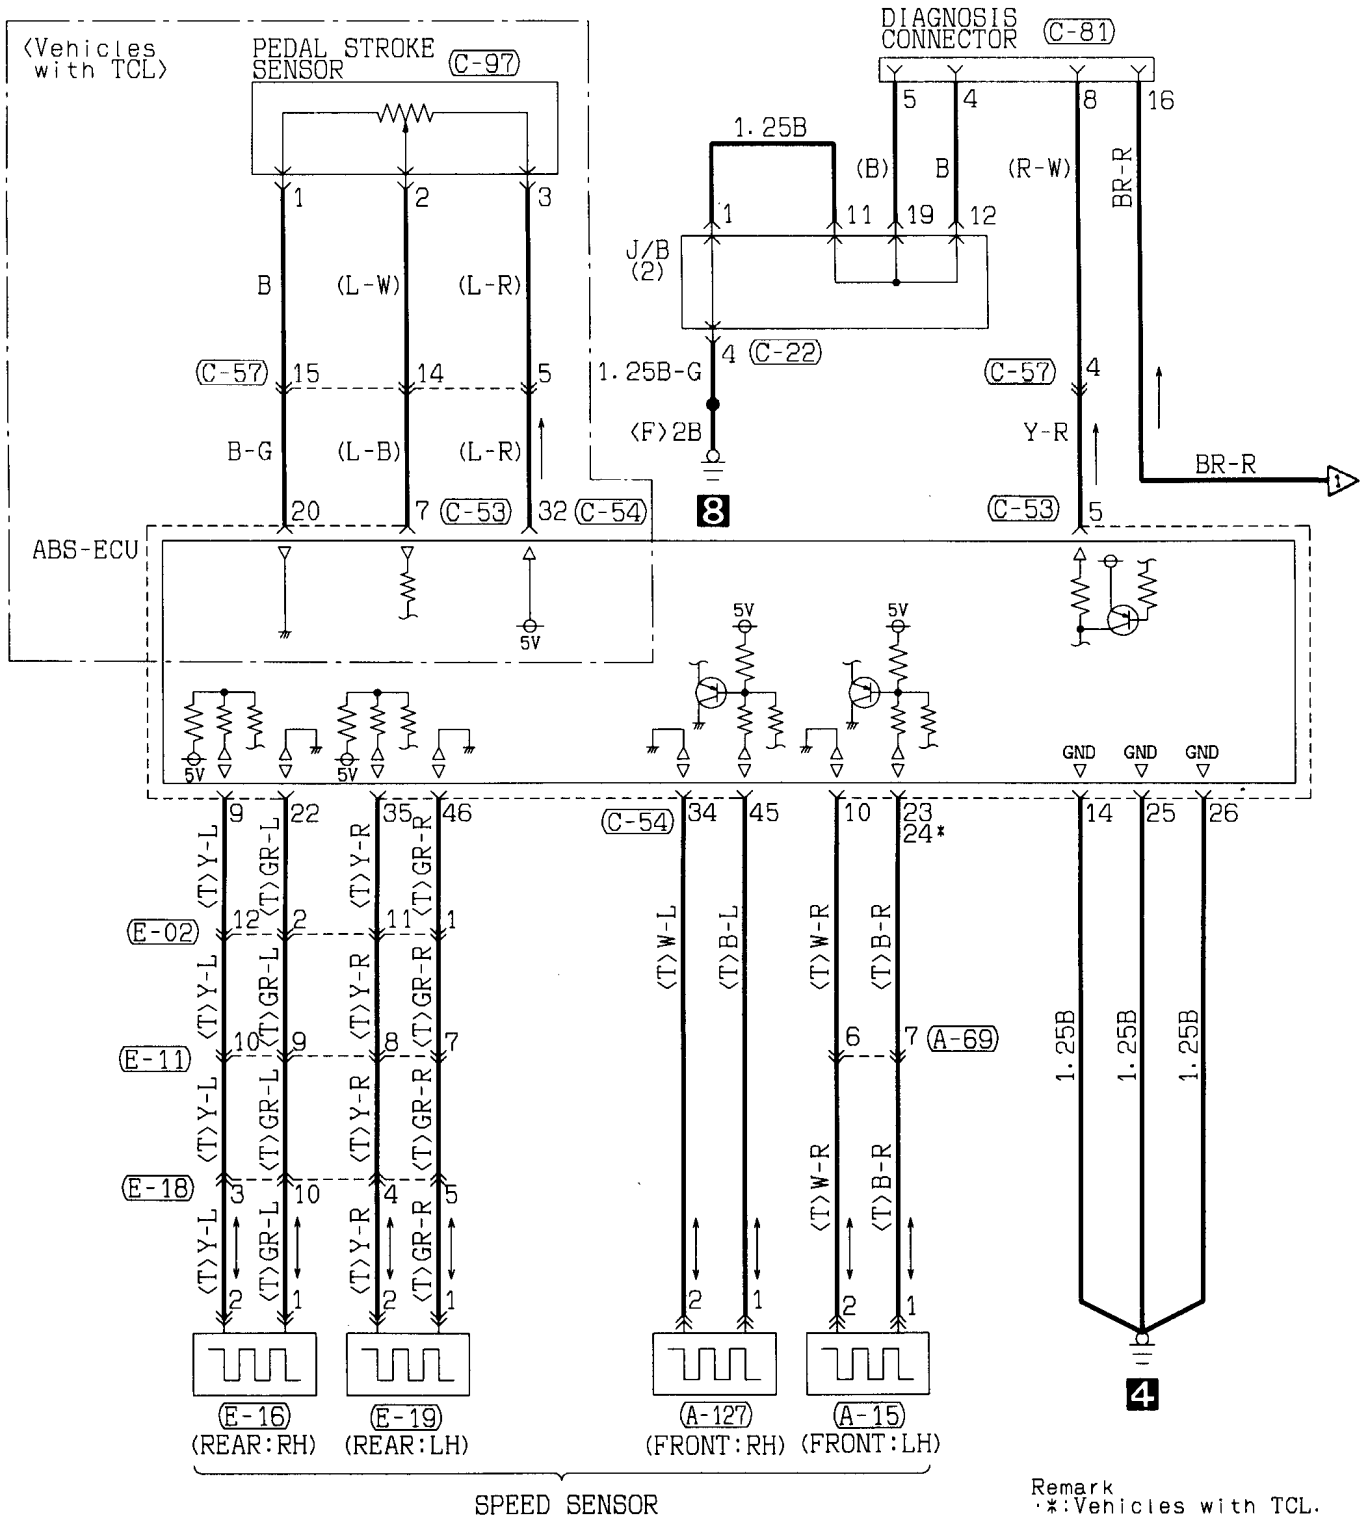 DIAGNOSIS
CONNECTOR (C-81)
<Vehicles
with TCL>
PEDAL STROKE
SENSOR (C-97)
5 4 8 16
1.25B
(B) B (R-W) BR-R
1 2 3
1 11 19 12
J/B
(2)
B (L-W) (L-R)
4 (C-22)
(C-57) 15 14 5
1.25B-G
(C-57) 4
<F>2B
B-G (L-B) (L-R)
Y-R
BR-R 1
8
20 7 (C-53) 32 (C-54)
(C-53) 5
ABS-ECU
5V
5V 5V
5V 5V
GND GND GND
9 22 35 46 (C-54) 34 45 10 23 14 25 26
24*
<T>Y-L <T>GR-L <T>Y-R <T>GR-R
(E-02) 12 2 11 1
<T>W-L <T>B-L <T>W-R <T>B-R
<T>Y-L <T>GR-L <T>Y-R <T>GR-R
(E-11) 10 9 8 7
6 7 (A-69)
1.25B 1.25B 1.25B
<T>Y-L <T>GR-L <T>Y-R <T>GR-R
(E-18) 3 10 4 5
<T>W-R <T>B-R
<T>Y-L <T>GR-L <T>Y-R <T>GR-R
2 1 2 1 2 1 2 1
4
(E-16) (E-19) (A-127) (A-15)
(REAR:RH) (REAR:LH) (FRONT:RH) (FRONT:LH)
SPEED SENSOR
Remark
*:Vehicles with TCL.